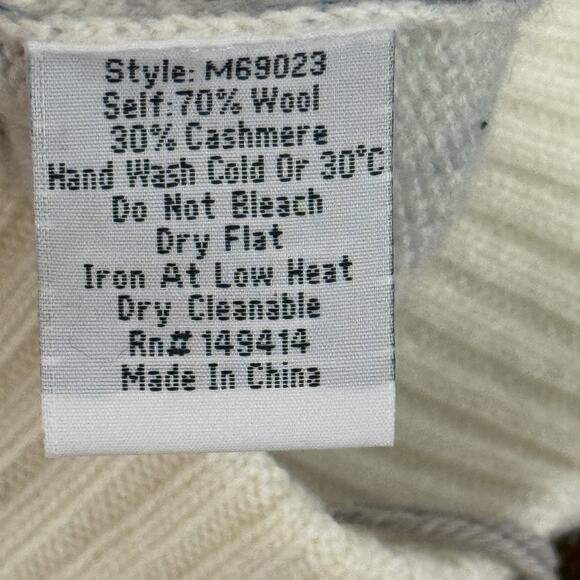 Style: M69023
Self:70% Wool
30% Cashmere
Hand Wash Cold Or 30°C
Do Not Bleach
Dry Flat
Iron At Low Heat
Dry Cleanable
Rn# 149414
Made In China